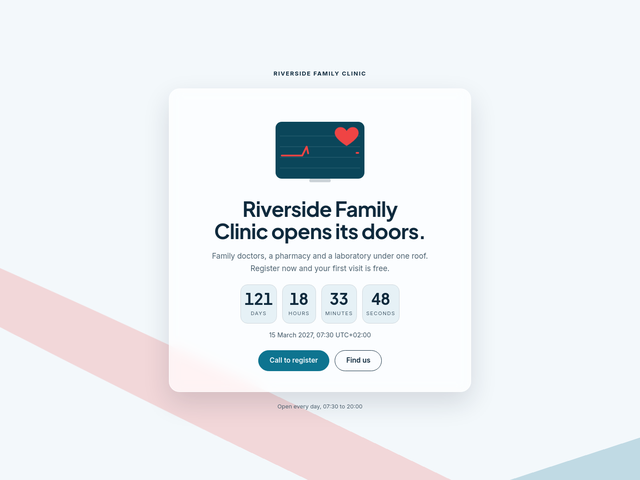 RIVERSIDE FAMILY CLINIC
Riverside Family
Clinic opens its doors.
Family doctors, a pharmacy and a laboratory under one roof.
Register now and your first visit is free.
121 18 33 48
DAYS HOURS MINUTES SECONDS
15 March 2027, 07:30 UTC+02:00
Call to register Find us
Open every day, 07:30 to 20:00